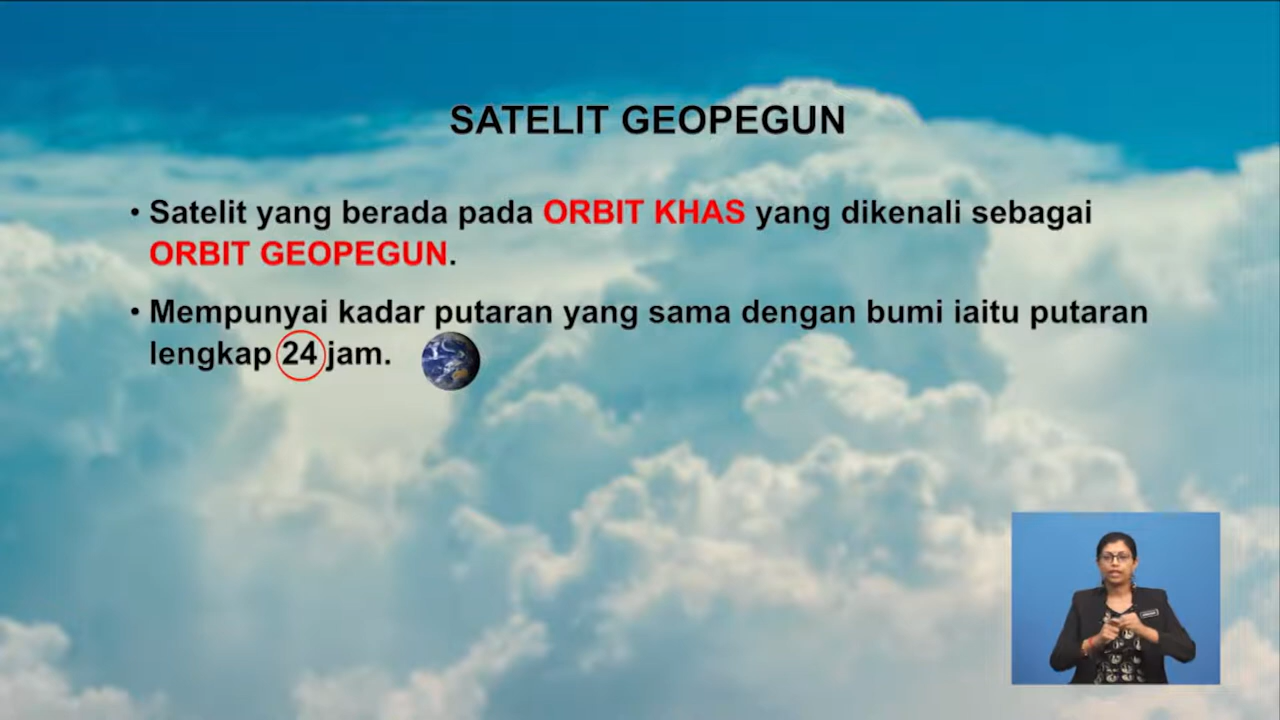 SATELIT GEOPEGUN
• Satelit yang berada pada ORBIT KHAS yang dikenali sebagai
ORBIT GEOPEGUN.
• Mempunyai kadar putaran yang sama dengan bumi iaitu putaran
lengkap 24 jam.